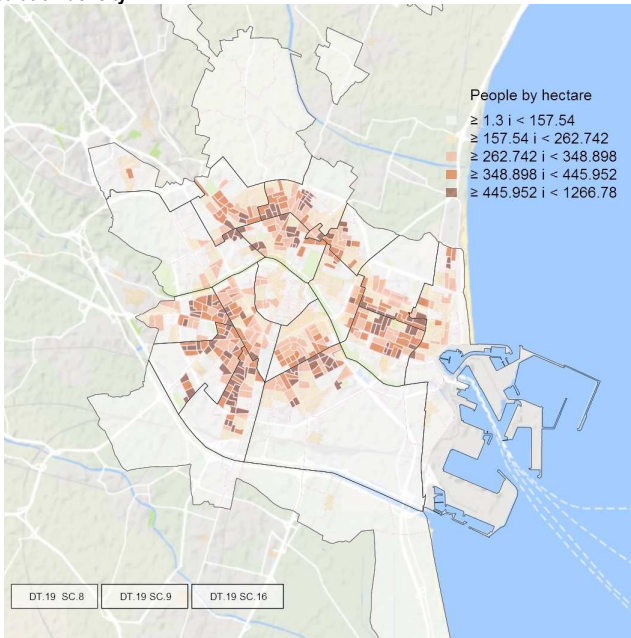 People by hectare
≥ 1.3 i < 157.54
≥ 157.54 i < 262.742
≥ 262.742 i < 348.898
≥ 348.898 i < 445.952
≥ 445.952 i < 1266.78
DT.19 SC.8
DT.19 SC.9
DT.19 SC.16